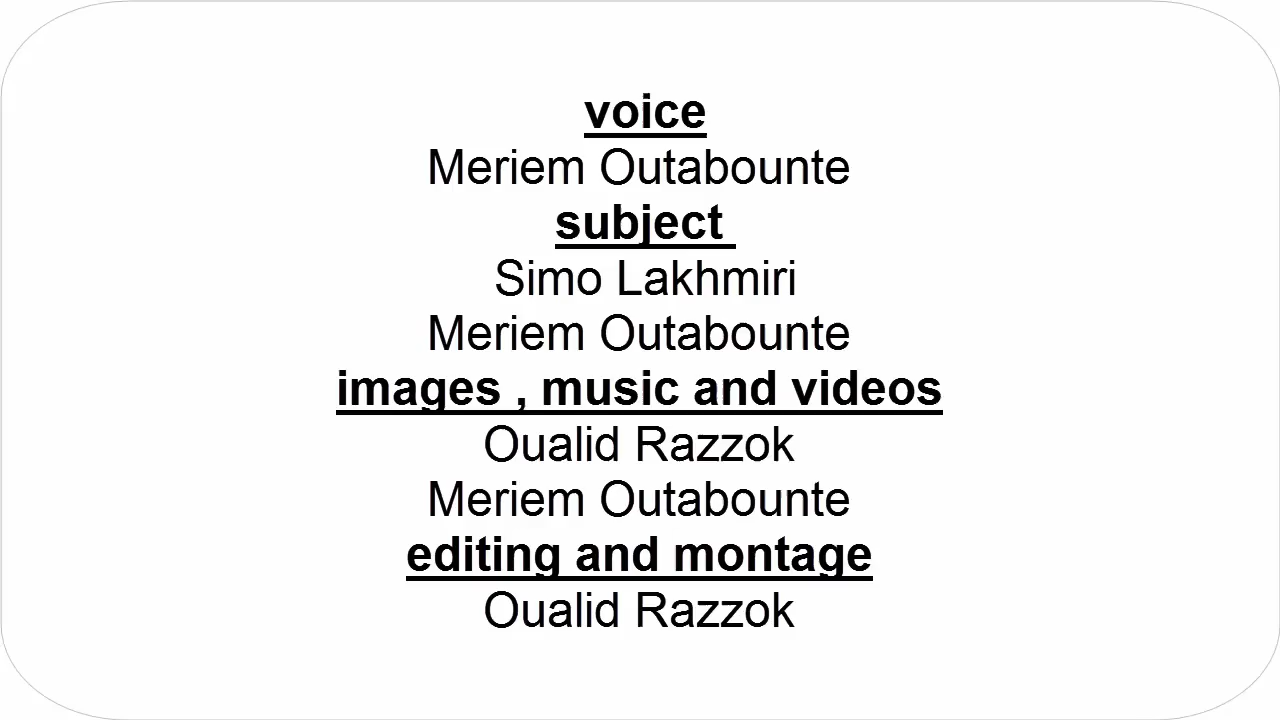 voice
Meriem Outabounte
subject
Simo Lakhmiri
Meriem Outabounte
images , music and videos
Oualid Razzok
Meriem Outabounte
editing and montage
Oualid Razzok